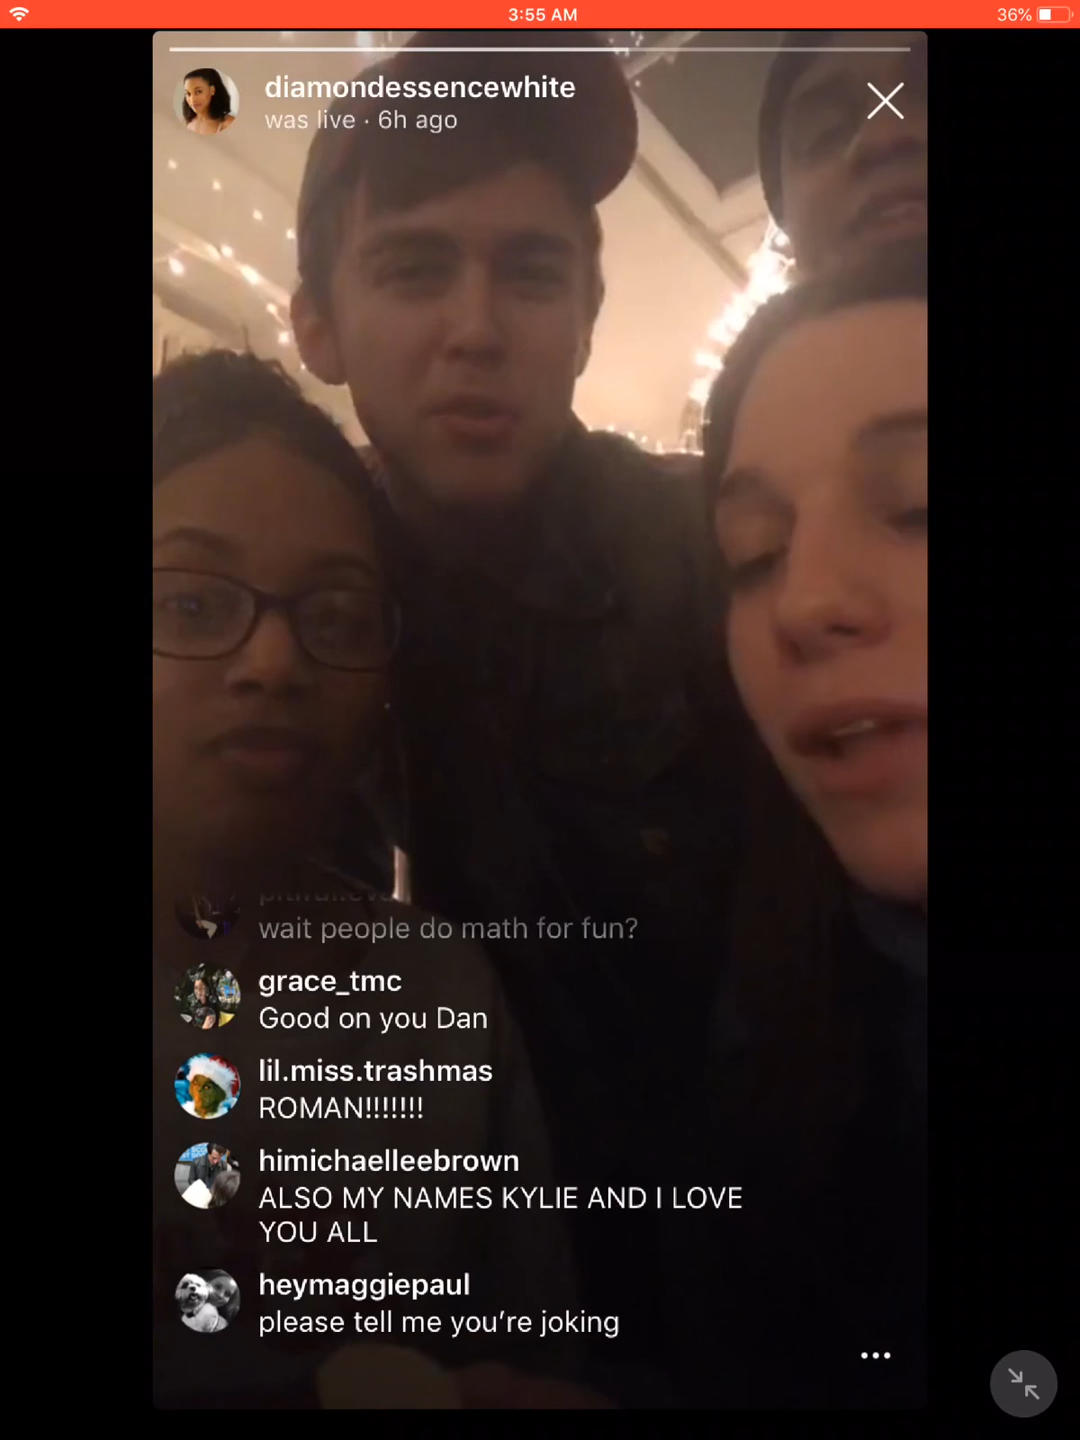 3:55 AM
36%
diamondessencewhite
was live · 6h ago
wait people do math for fun?
grace_tmc
Good on you Dan
lil.miss.trashmas
ROMAN!!!!!!!
himichaelleebrown
ALSO MY NAMES KYLIE AND I LOVE
YOU ALL
heymaggiepaul
please tell me you’re joking